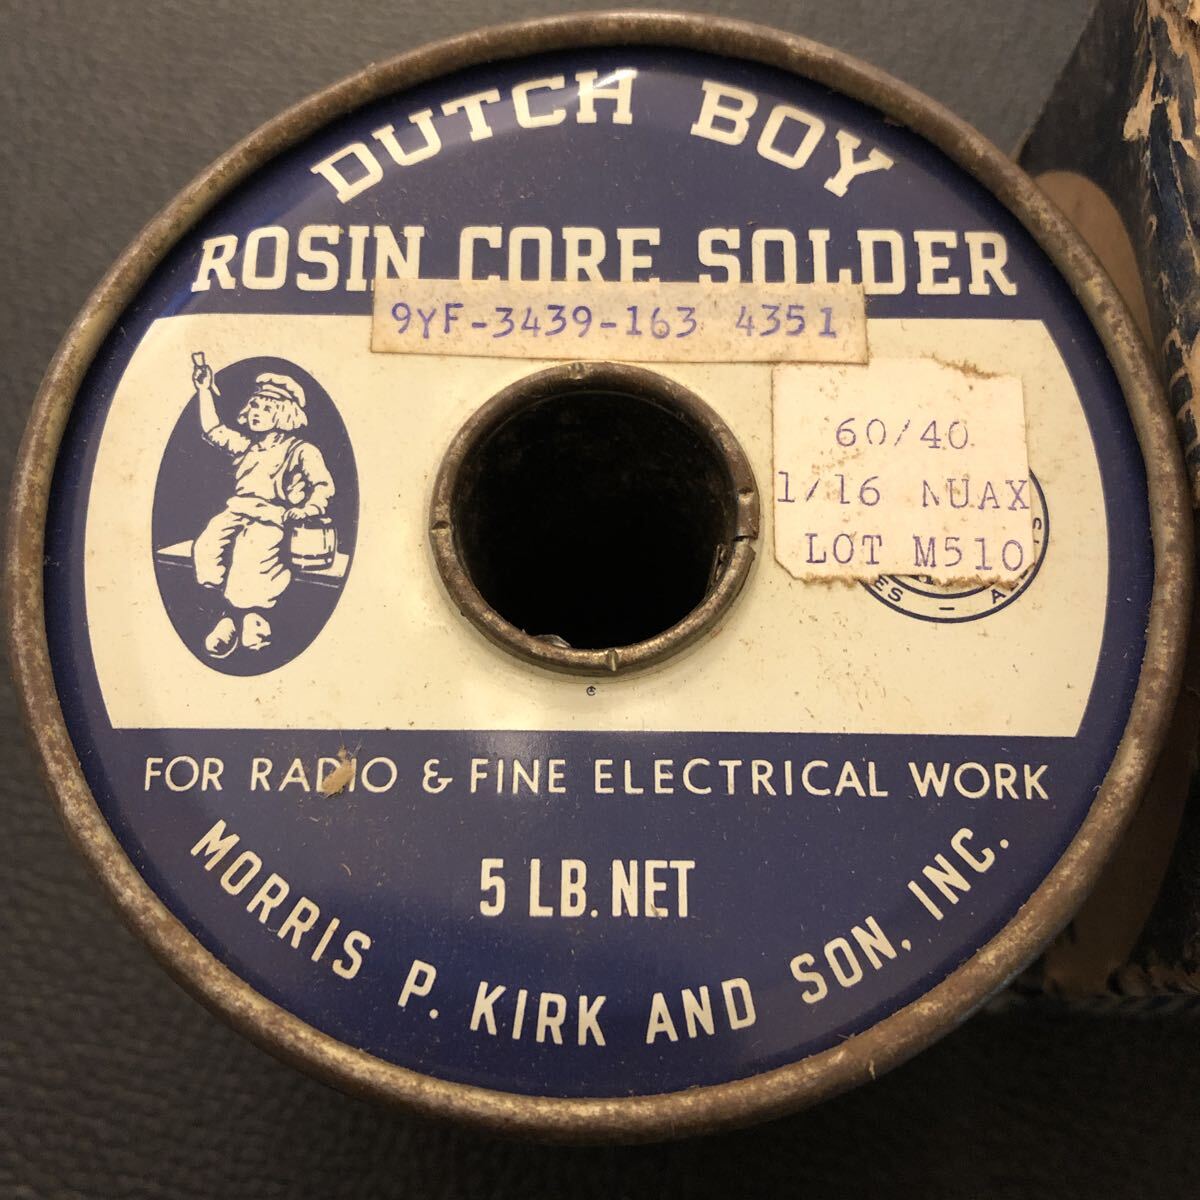 DUTCH BOY
ROSIN CORE SOLDER
9YF-3439-163 4351
60/40
1/16 NUAX
LOT M510
FOR RADIO & FINE ELECTRICAL WORK
5 LB. NET
MORRIS P. KIRK AND SON, INC.